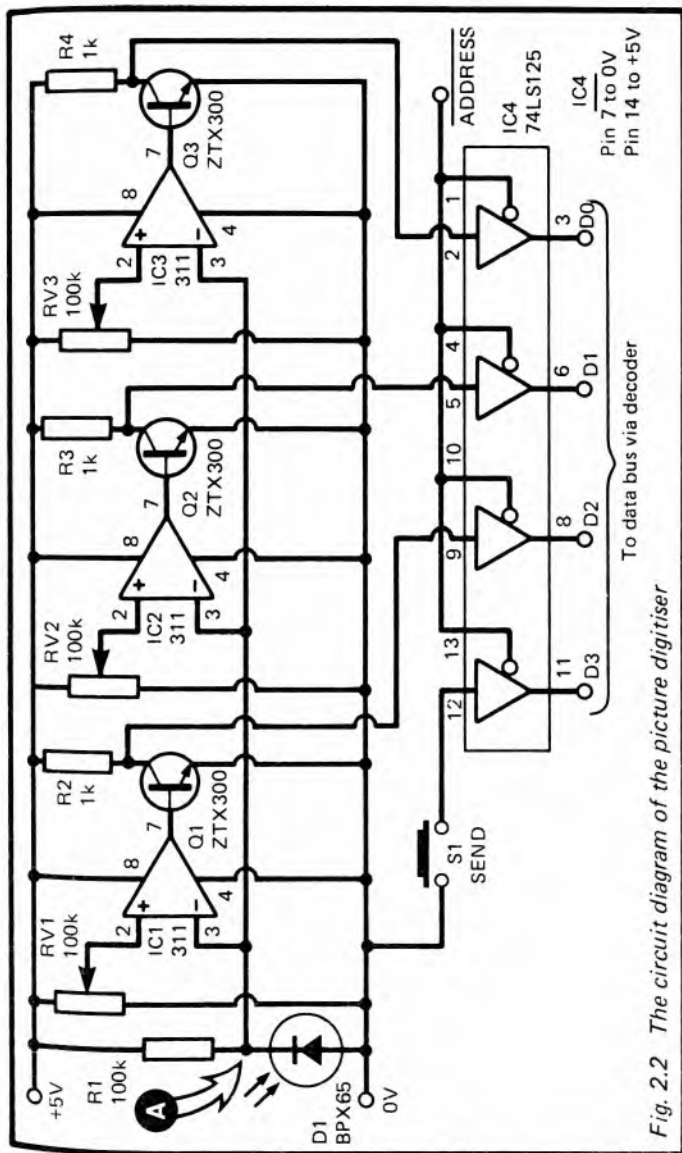 +5V
R1
100k
A
D1
BPX65
0V
RV1
100k
2
+
IC1
311
−
3
8
4
7
R2
1k
Q1
ZTX300
RV2
100k
2
+
IC2
311
−
3
8
4
7
R3
1k
Q2
ZTX300
RV3
100k
2
+
IC3
311
−
3
8
4
7
R4
1k
Q3
ZTX300
S1
SEND
12
13
9
10
5
4
2
1
11
8
6
3
D3
D2
D1
D0
ADDRESS
IC4
74LS125
IC4
Pin 7 to 0V
Pin 14 to +5V
To data bus via decoder
Fig. 2.2 The circuit diagram of the picture digitiser